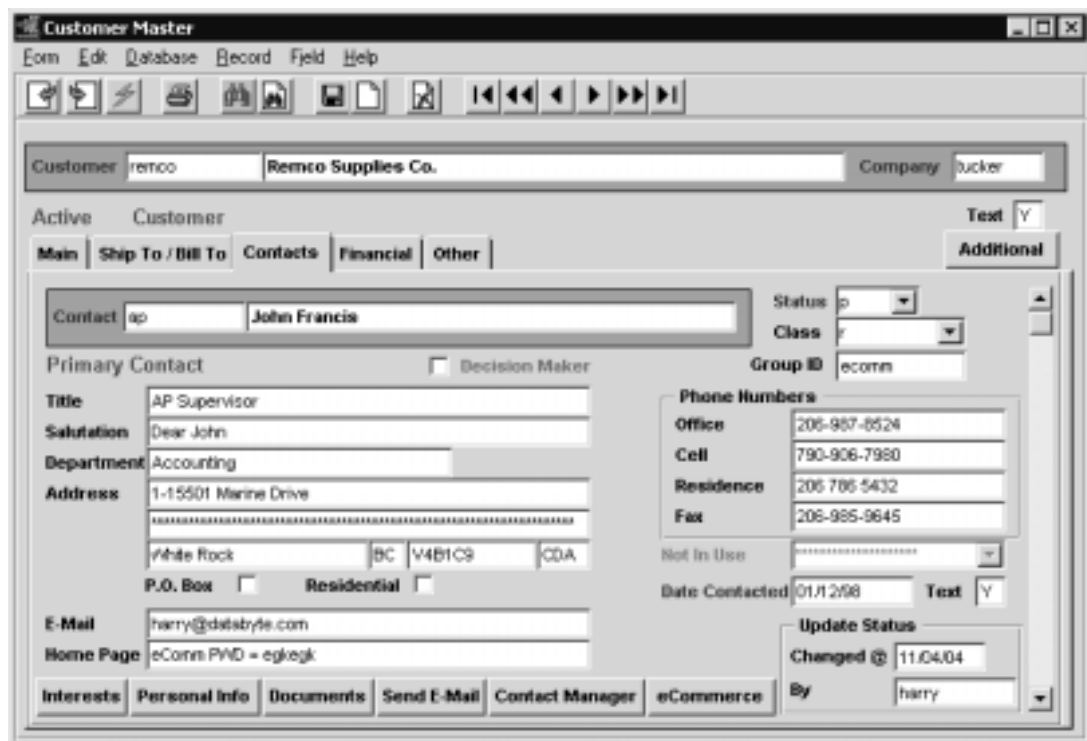 Customer Master
Form Edit Database Record Field Help
Customer remco Remco Supplies Co. Company tucker
Active Customer Text Y
Main Ship To / Bill To Contacts Financial Other Additional
Contact ap John Francis Status p
Class r
Primary Contact Decision Maker Group ID ecomm
Title AP Supervisor Phone Numbers
Salutation Dear John Office 206-987-8524
Department Accounting Cell 790-906-7980
Address 1-15501 Marine Drive Residence 206 786 5432
Fax 206-985-9645
White Rock BC V4B1C9 CDA Not In Use
P.O. Box Residential Date Contacted 01/12/98 Text Y
E-Mail harry@databyte.com Update Status
Home Page eComm PWD = egkegk Changed @ 11/04/04
Interests Personal Info Documents Send E-Mail Contact Manager eCommerce By harry